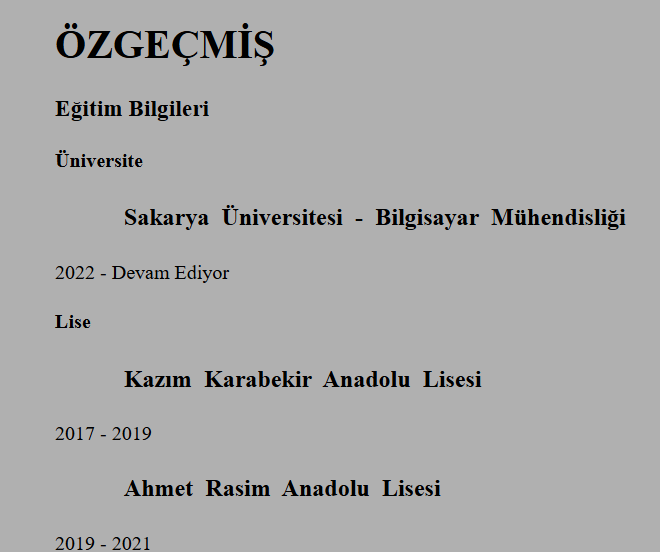 ÖZGEÇMİŞ
Eğitim Bilgileri
Üniversite
Sakarya Üniversitesi - Bilgisayar Mühendisliği
2022 - Devam Ediyor
Lise
Kazım Karabekir Anadolu Lisesi
2017 - 2019
Ahmet Rasim Anadolu Lisesi
2019 - 2021